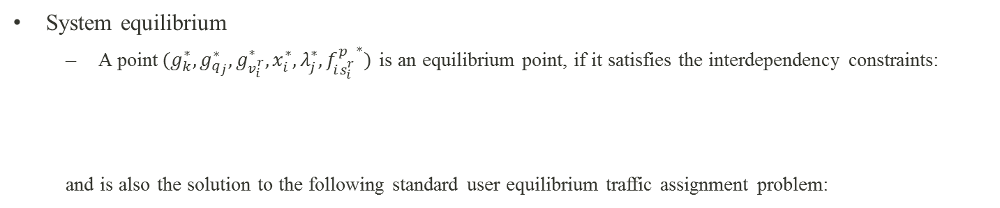 • System equilibrium
– A point (g_k^*, g_{q_j}^*, g_{v_i^r}^*, x_i^*, λ_j^*, f_{is_i^r}^{p *}) is an equilibrium point, if it satisfies the interdependency constraints:
and is also the solution to the following standard user equilibrium traffic assignment problem: